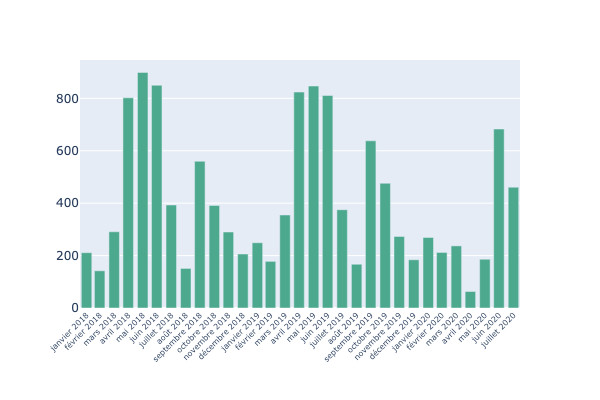 800
600
400
200
0
janvier 2018
février 2018
mars 2018
avril 2018
mai 2018
juin 2018
juillet 2018
août 2018
septembre 2018
octobre 2018
novembre 2018
décembre 2018
janvier 2019
février 2019
mars 2019
avril 2019
mai 2019
juin 2019
juillet 2019
août 2019
septembre 2019
octobre 2019
novembre 2019
décembre 2019
janvier 2020
février 2020
mars 2020
avril 2020
mai 2020
juin 2020
juillet 2020